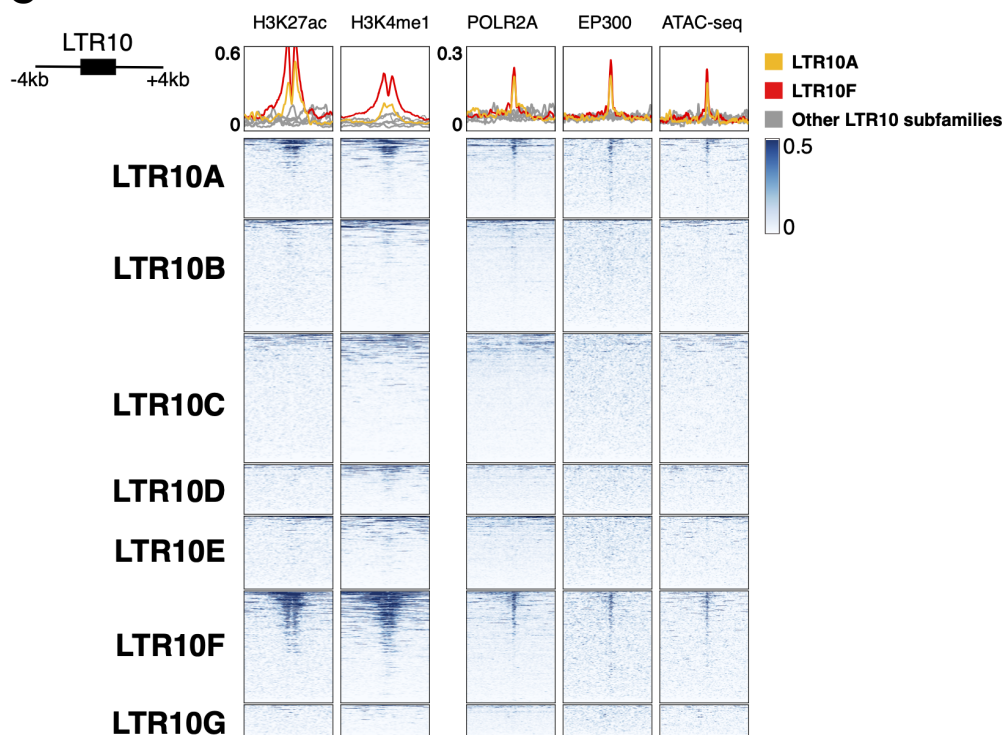 H3K27ac H3K4me1 POLR2A EP300 ATAC-seq
LTR10
-4kb +4kb
0.6
0
0.3
0
LTR10A
LTR10F
Other LTR10 subfamilies
0.5
0
LTR10A
LTR10B
LTR10C
LTR10D
LTR10E
LTR10F
LTR10G